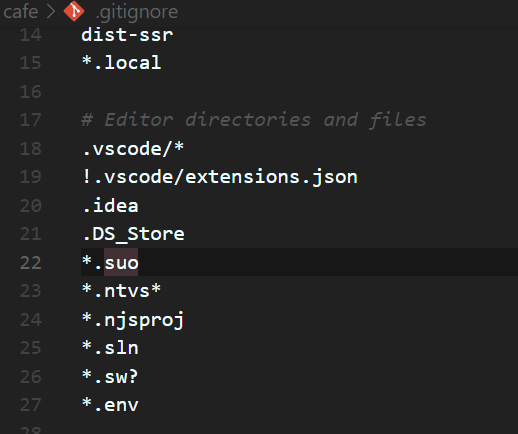 cafe > .gitignore
14 dist-ssr
15 *.local
16
17 # Editor directories and files
18 .vscode/*
19 !.vscode/extensions.json
20 .idea
21 .DS_Store
22 *.suo
23 *.ntvs*
24 *.njsproj
25 *.sln
26 *.sw?
27 *.env
28